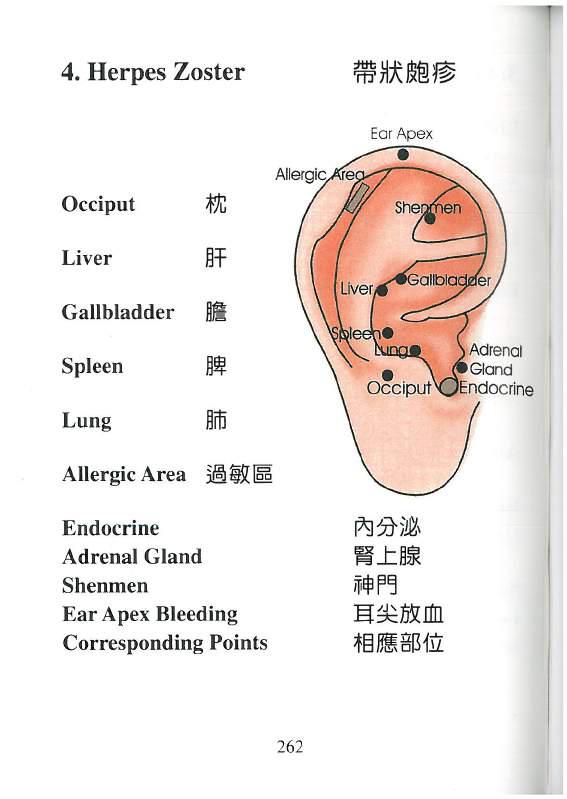 4. Herpes Zoster 帶狀皰疹
Ear Apex
Allergic Area
Shenmen
Gallbladder
Liver
Spleen
Lung
Adrenal
Gland
Occiput
Endocrine
Occiput 枕
Liver 肝
Gallbladder 膽
Spleen 脾
Lung 肺
Allergic Area 過敏區
Endocrine 內分泌
Adrenal Gland 腎上腺
Shenmen 神門
Ear Apex Bleeding 耳尖放血
Corresponding Points 相應部位
262